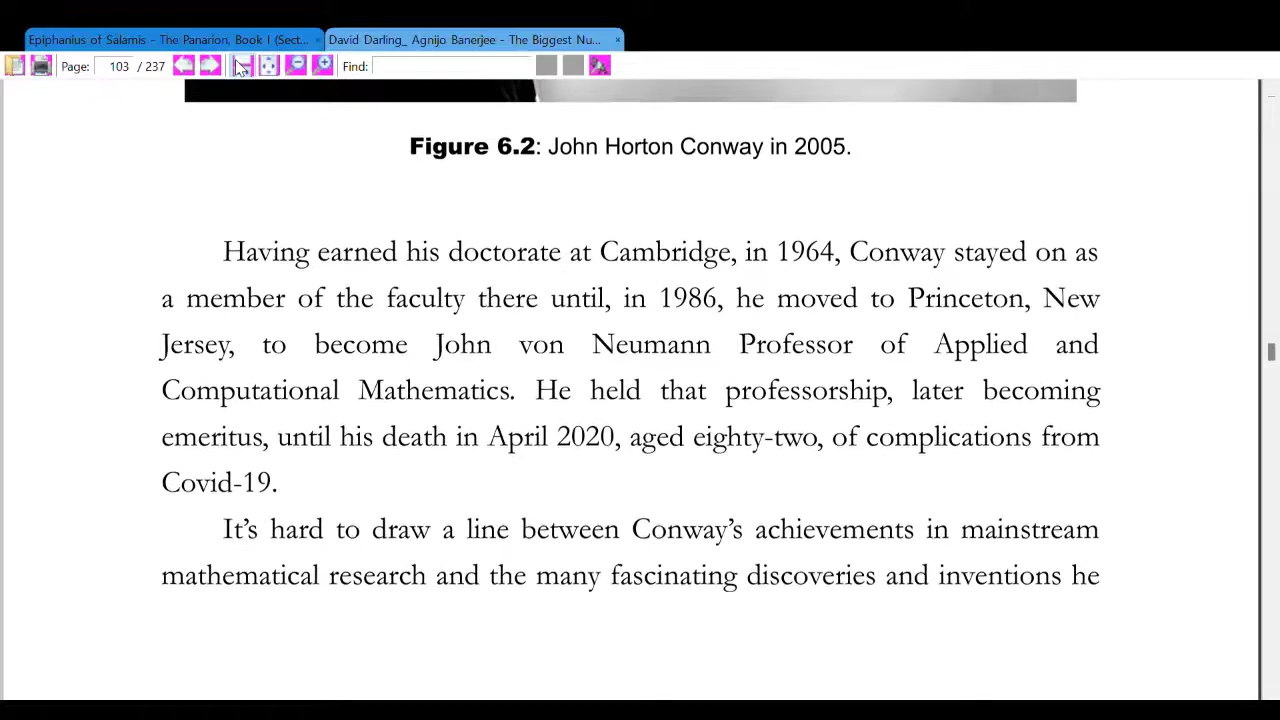 Epiphanius of Salamis - The Panarion, Book I (Sect...
David Darling_ Agnijo Banerjee - The Biggest Nu...
Page: 103 / 237 Find:
Figure 6.2: John Horton Conway in 2005.
Having earned his doctorate at Cambridge, in 1964, Conway stayed on as
a member of the faculty there until, in 1986, he moved to Princeton, New
Jersey, to become John von Neumann Professor of Applied and
Computational Mathematics. He held that professorship, later becoming
emeritus, until his death in April 2020, aged eighty-two, of complications from
Covid-19.
It’s hard to draw a line between Conway’s achievements in mainstream
mathematical research and the many fascinating discoveries and inventions he